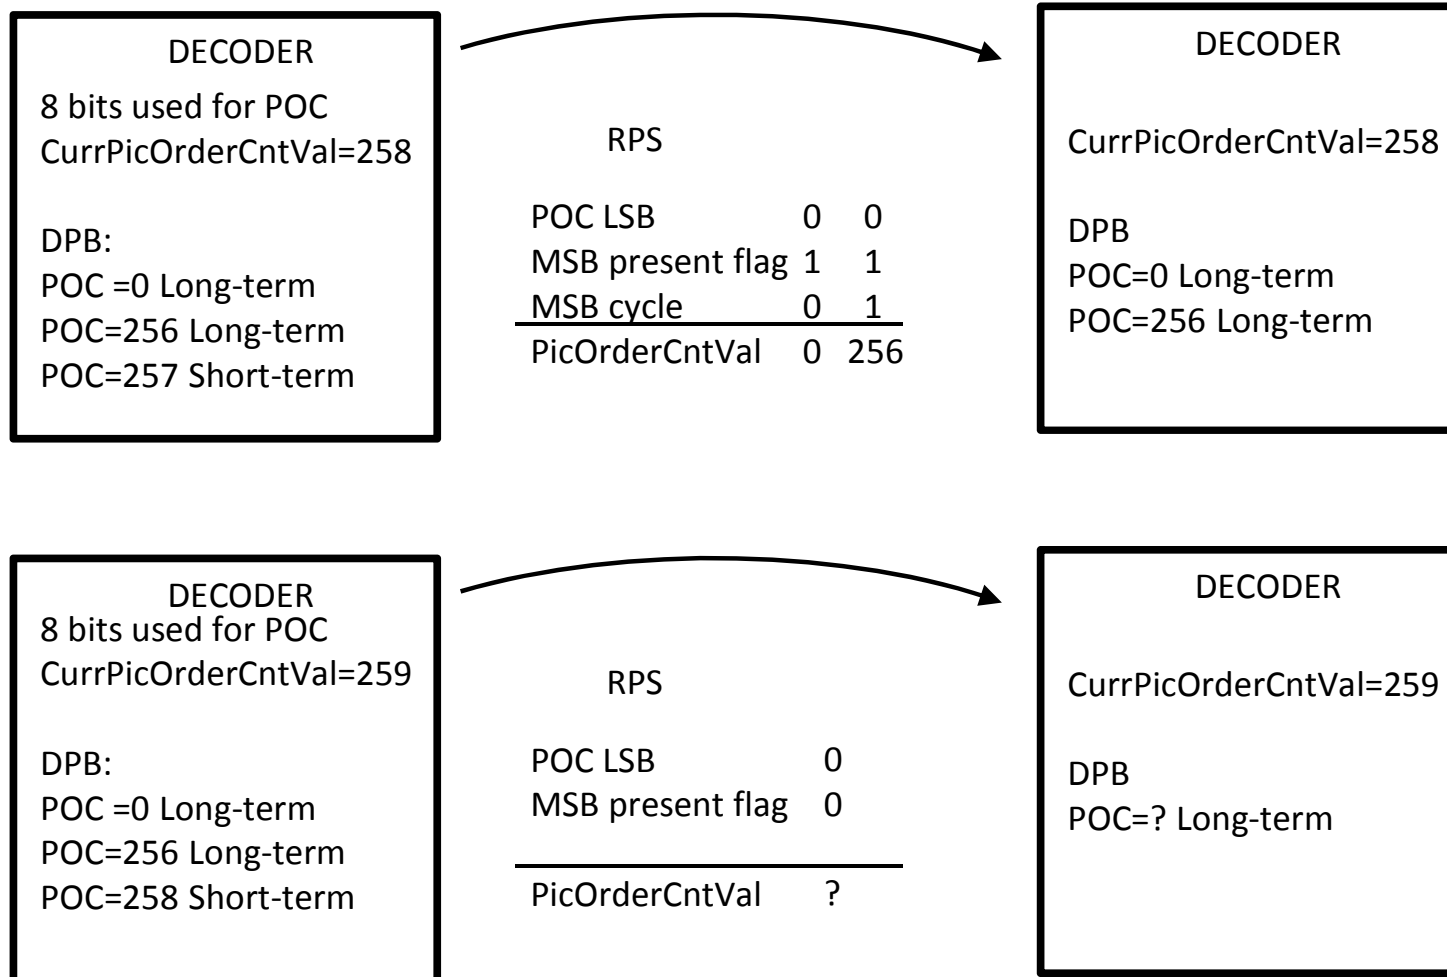 DECODER
8 bits used for POC
CurrPicOrderCntVal=258
DPB:
POC =0 Long-term
POC=256 Long-term
POC=257 Short-term
RPS
POC LSB 0 0
MSB present flag 1 1
MSB cycle 0 1
PicOrderCntVal 0 256
DECODER
CurrPicOrderCntVal=258
DPB
POC=0 Long-term
POC=256 Long-term
DECODER
8 bits used for POC
CurrPicOrderCntVal=259
DPB:
POC =0 Long-term
POC=256 Long-term
POC=258 Short-term
RPS
POC LSB 0
MSB present flag 0
PicOrderCntVal ?
DECODER
CurrPicOrderCntVal=259
DPB
POC=? Long-term